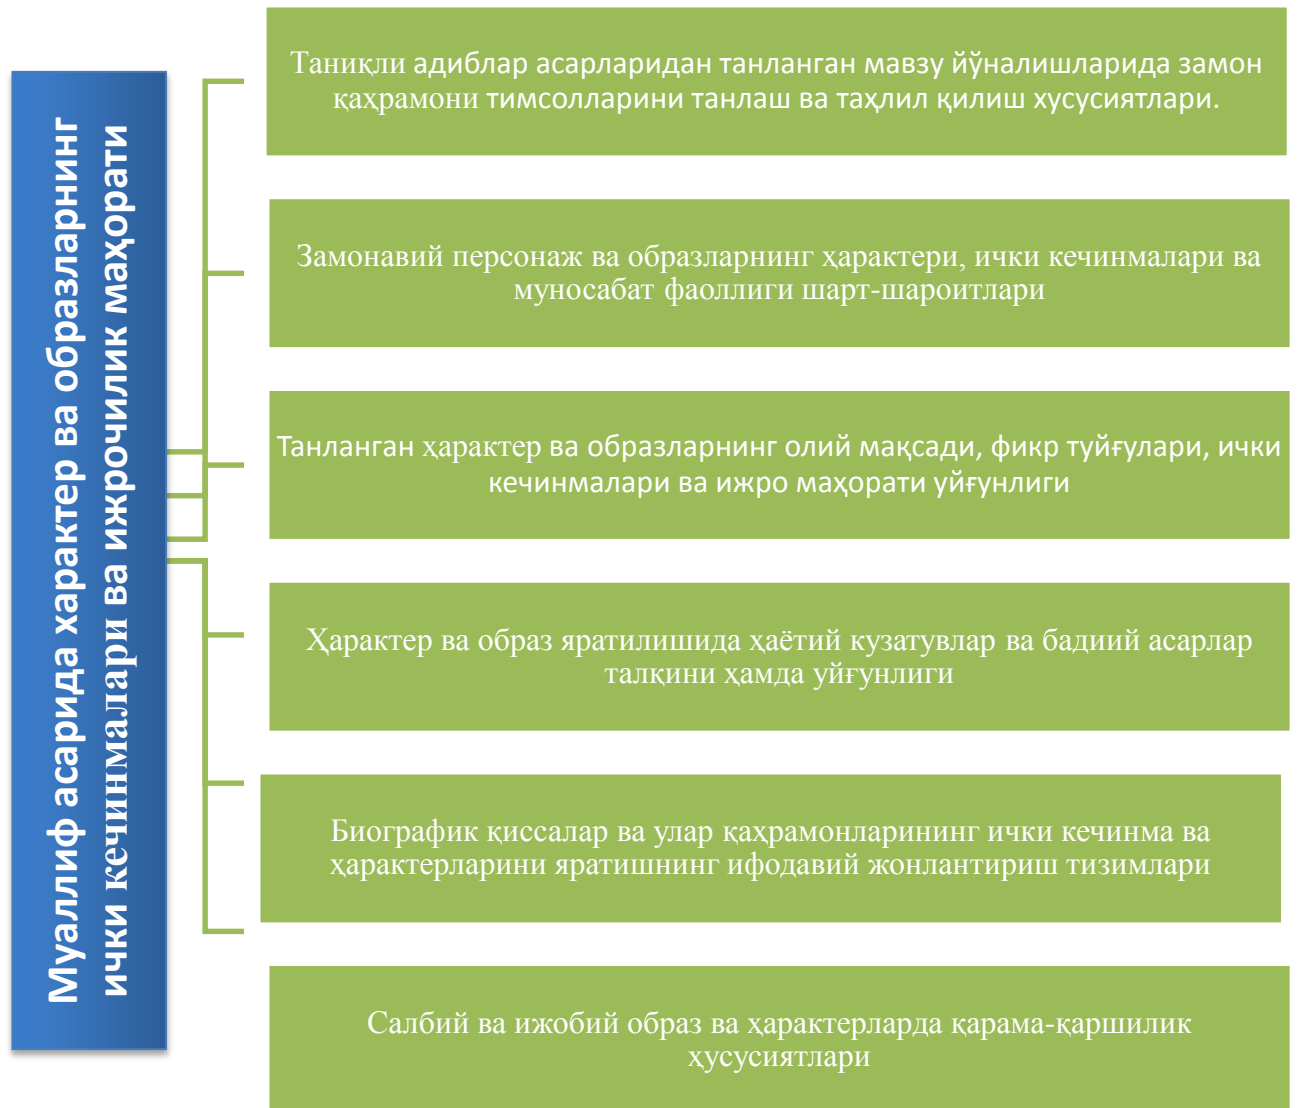 Муаллиф асарида характер ва образларнинг
ички кечинмалари ва ижрочилик маҳорати
Таниқли адиблар асарларидан танланган мавзу йўналишларида замон
қаҳрамони тимсолларини танлаш ва таҳлил қилиш хусусиятлари.
Замонавий персонаж ва образларнинг ҳарактери, ички кечинмалари ва
муносабат фаоллиги шарт-шароитлари
Танланган ҳарактер ва образларнинг олий мақсади, фикр туйғулари, ички
кечинмалари ва ижро маҳорати уйғунлиги
Ҳарактер ва образ яратилишида ҳаётий кузатувлар ва бадиий асарлар
талқини ҳамда уйғунлиги
Биографик қиссалар ва улар қаҳрамонларининг ички кечинма ва
ҳарактерларини яратишнинг ифодавий жонлантириш тизимлари
Салбий ва ижобий образ ва ҳарактерларда қарама-қаршилик
ҳусусиятлари